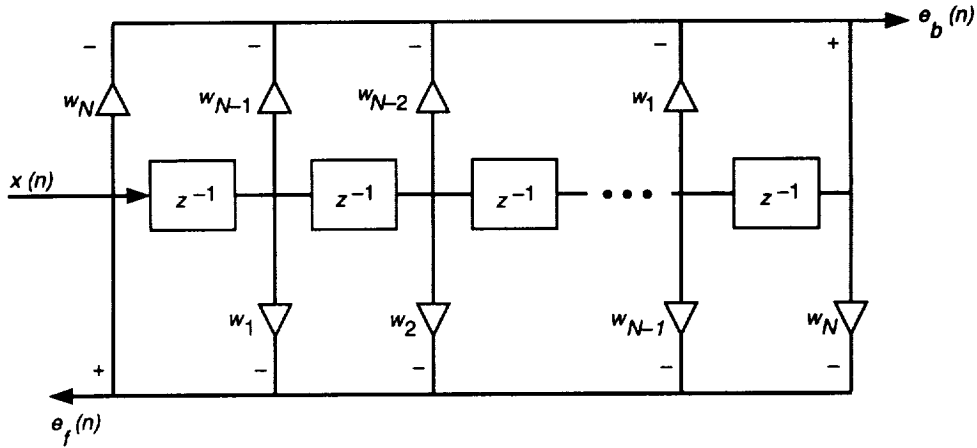 e_b(n)
− − − − +
w_N w_{N−1} w_{N−2} w_1
x(n)
z^{−1} z^{−1} z^{−1} • • • z^{−1}
w_1 w_2 w_{N−1} w_N
+ − − − −
e_f(n)